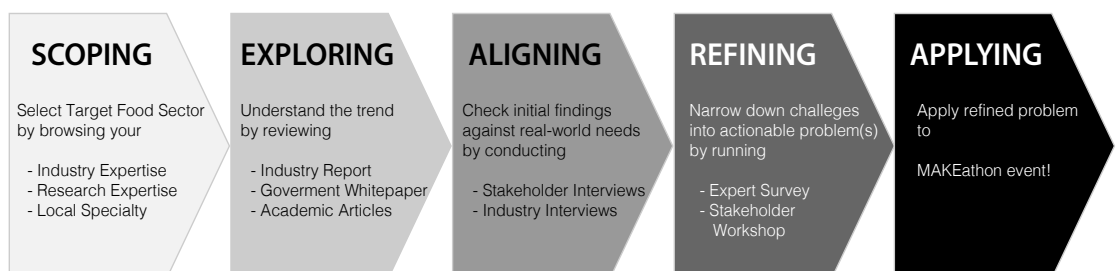 SCOPING
Select Target Food Sector
by browsing your
- Industry Expertise
- Research Expertise
- Local Specialty
EXPLORING
Understand the trend
by reviewing
- Industry Report
- Goverment Whitepaper
- Academic Articles
ALIGNING
Check initial findings
against real-world needs
by conducting
- Stakeholder Interviews
- Industry Interviews
REFINING
Narrow down challeges
into actionable problem(s)
by running
- Expert Survey
- Stakeholder
Workshop
APPLYING
Apply refined problem
to
MAKEathon event!